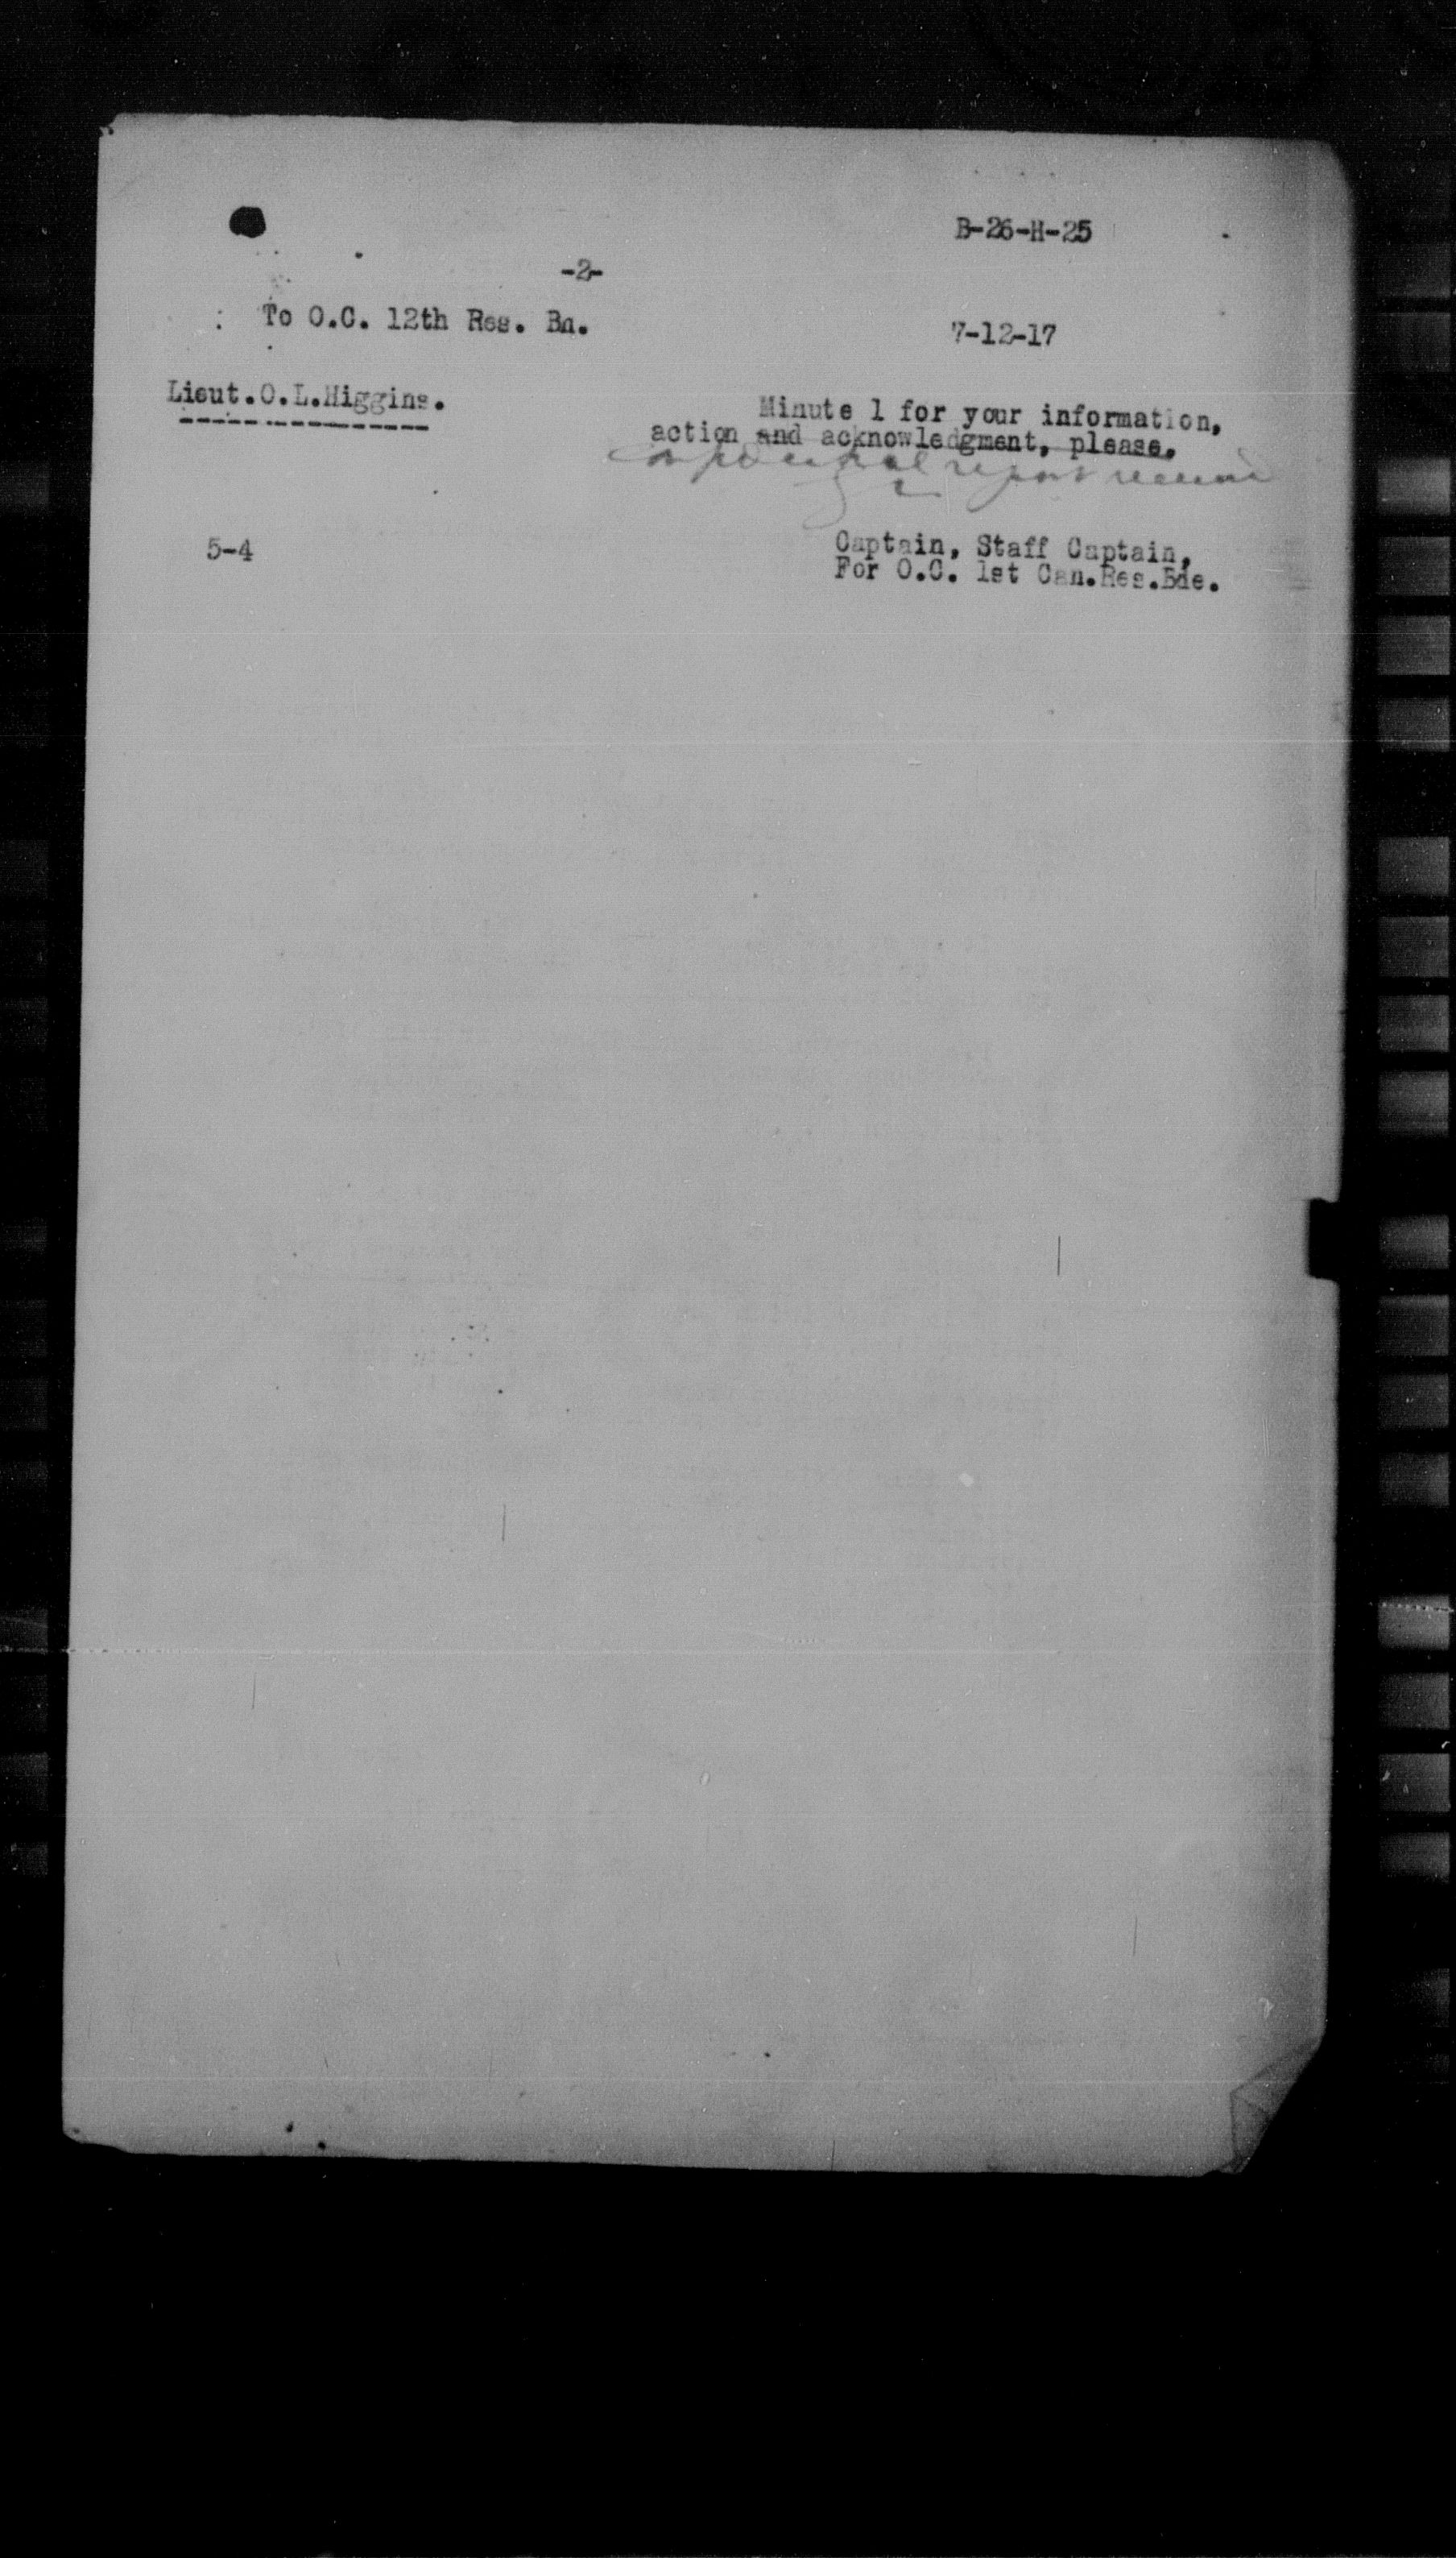 B-26-H-25
-2-
To O.C. 12th Res. Bn.
7-12-17
Lieut.O.L.Higgins.
Minute 1 for your information,
action and acknowledgment, please.
report
5-4
Captain, Staff Captain,
For O.C. 1st Can.Res.Bde.